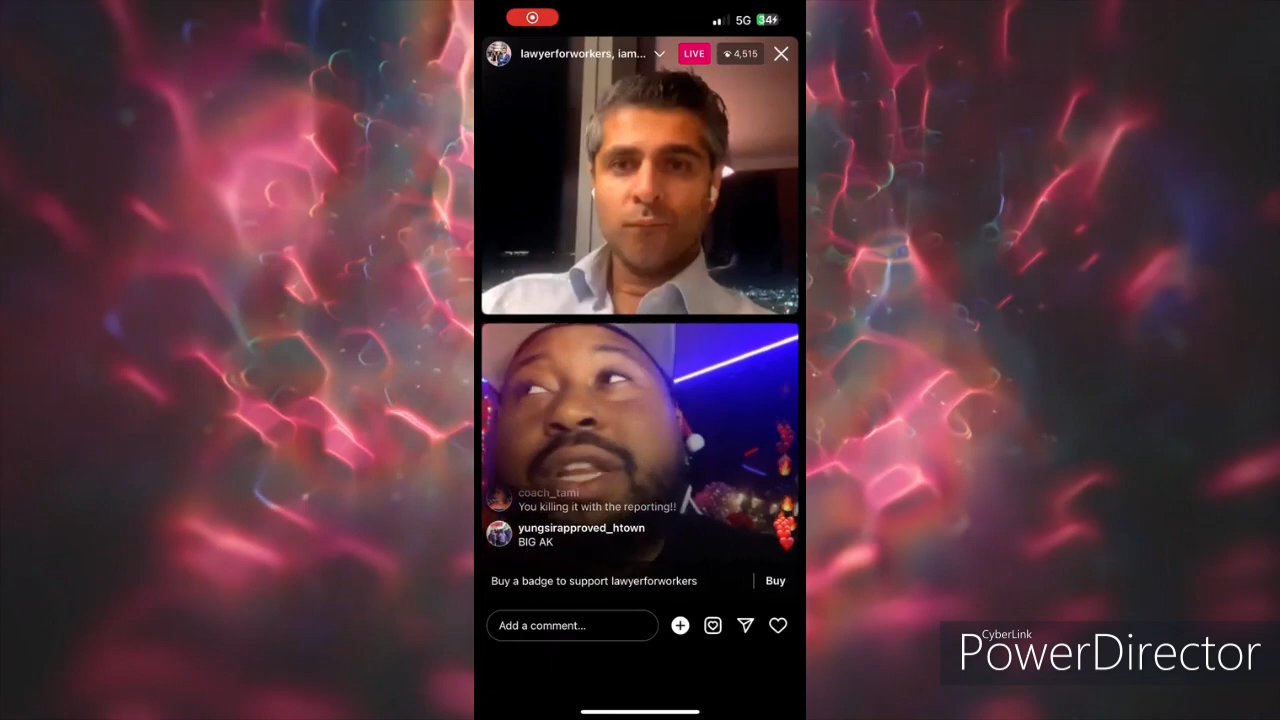 5G 34
lawyerforworkers, iam... LIVE 4,515
coach_tami
You killing it with the reporting!!
yungsirapproved_htown
BIG AK
Buy a badge to support lawyerforworkers Buy
Add a comment...
CyberLink
PowerDirector